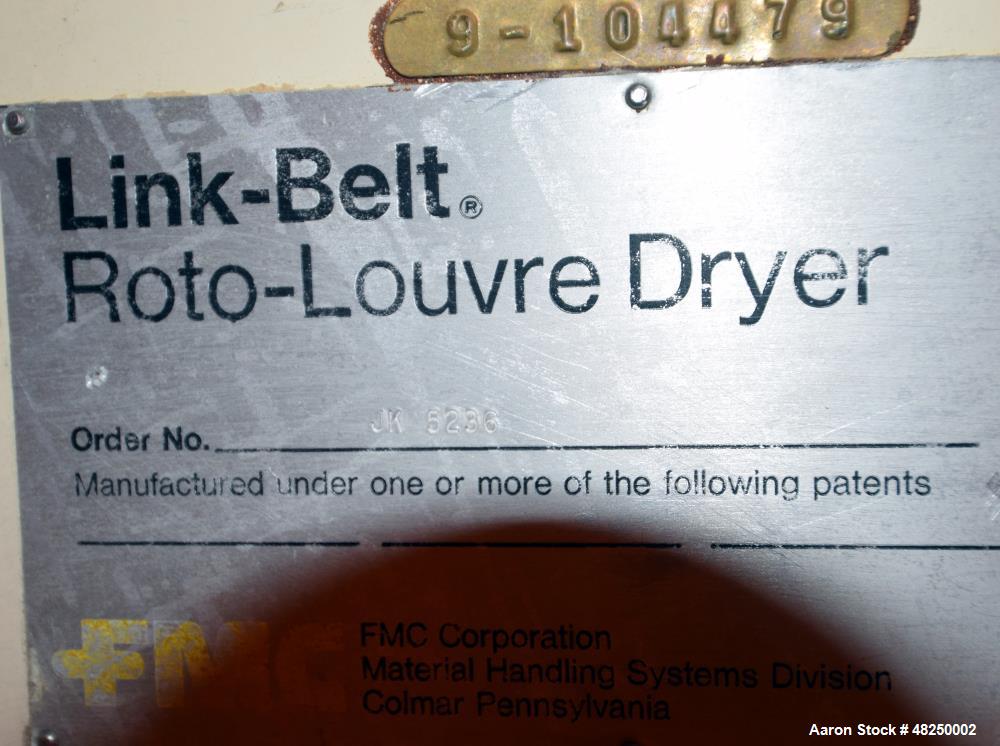 9-104479
Link-Belt®
Roto-Louvre Dryer
Order No. JK 5236
Manufactured under one or more of the following patents
FMC
FMC Corporation
Material Handling Systems Division
Colmar Pennsylvania
Aaron Stock # 48250002